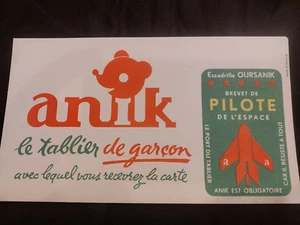 anik
le tablier de garçon
avec lequel vous recevrez la carte
Escadrille OURSANIK
BREVET DE
PILOTE
DE L'ESPACE
LE PORT DU TABLIER
a a
CAR IL RESISTE A TOUT
ANIK EST OBLIGATOIRE